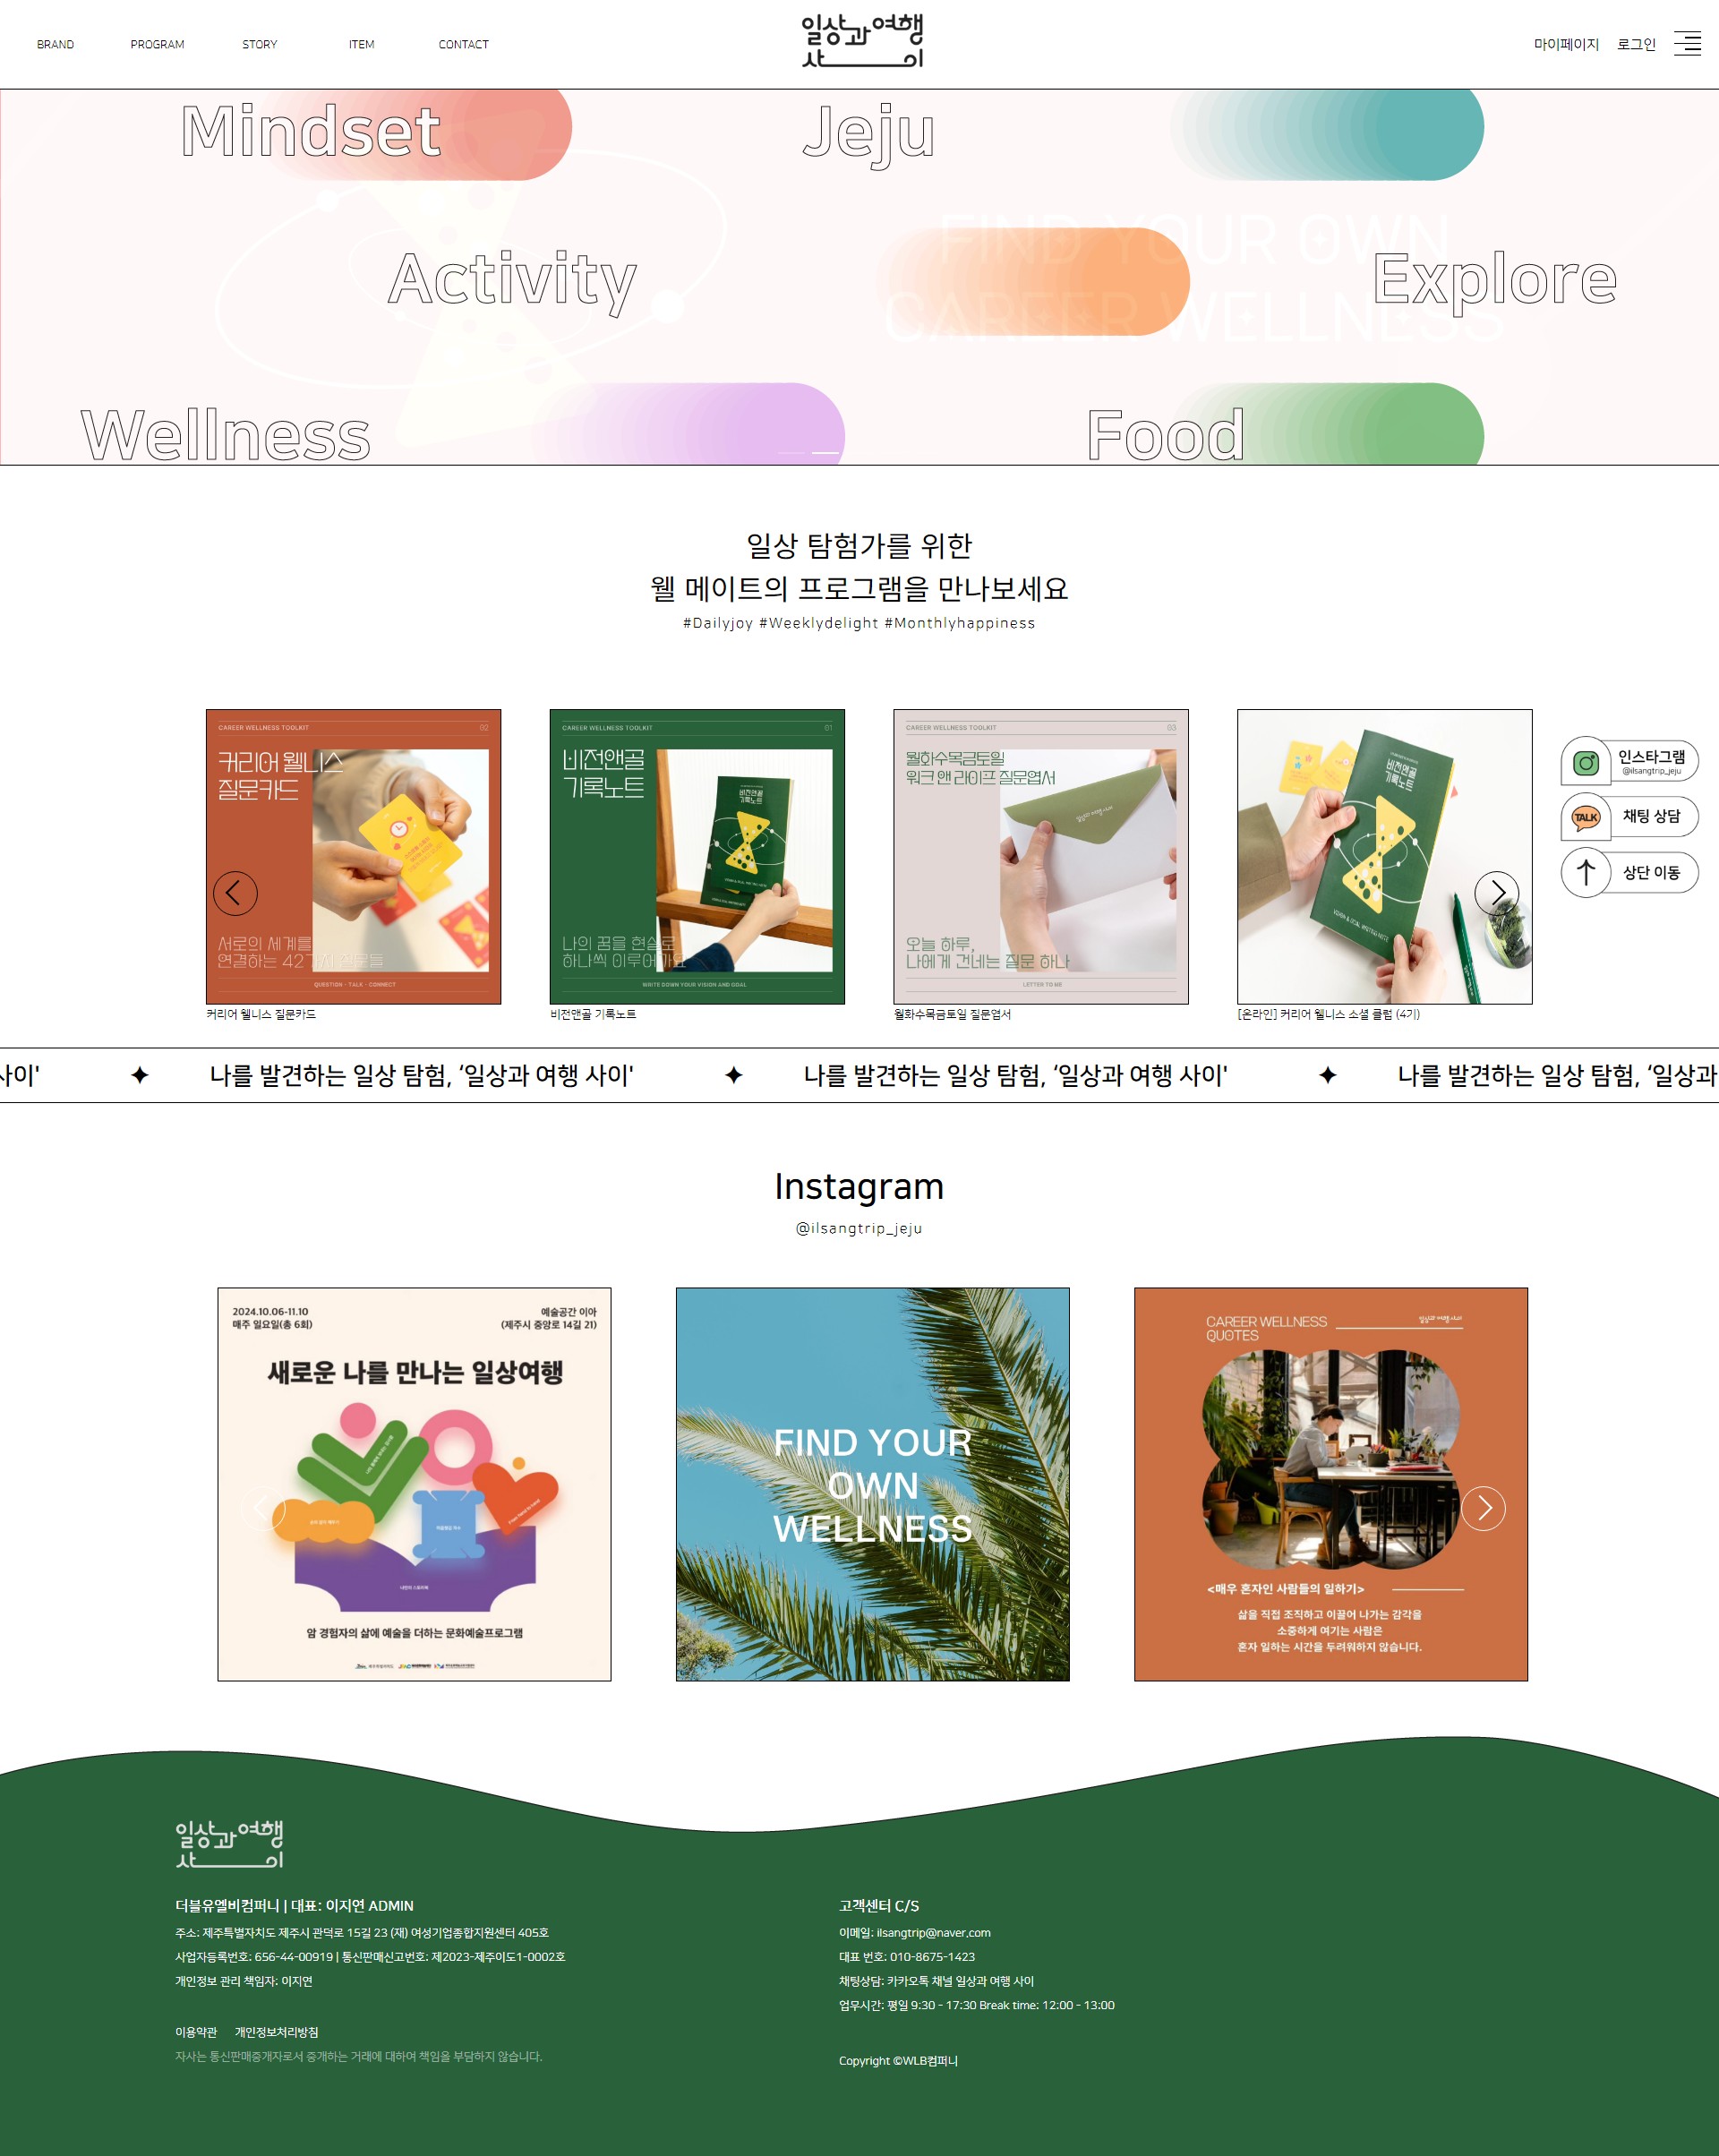 BRAND
PROGRAM
STORY
ITEM
CONTACT
일상과여행
사이
마이페이지
로그인
Mindset
Jeju
FIND YOUR OWN
Activity
Explore
CAREER WELLNESS
Wellness
Food
일상 탐험가를 위한
웰 메이트의 프로그램을 만나보세요
#Dailyjoy #Weeklydelight #Monthlyhappiness
CAREER WELLNESS TOOLKIT 02
커리어 웰니스
질문카드
서로의 세계를
연결하는 42가지 질문들
QUESTION - TALK - CONNECT
커리어 웰니스 질문카드
CAREER WELLNESS TOOLKIT 01
비전앤골
기록노트
비전앤골
기록노트
나의 꿈을 현실로
하나씩 이루어가요
WRITE DOWN YOUR VISION AND GOAL
비전앤골 기록노트
CAREER WELLNESS TOOLKIT 03
월화수목금토일
워크 앤 라이프 질문엽서
일상과 여행 사이
오늘 하루,
나에게 건네는 질문 하나
LETTER TO ME
월화수목금토일 질문엽서
비전앤골
기록노트
VISION & GOAL WRITING NOTE
[온라인] 커리어 웰니스 소셜 클럽 (4기)
인스타그램
@ilsangtrip_jeju
TALK
채팅 상담
상단 이동
사이'
나를 발견하는 일상 탐험, ‘일상과 여행 사이'
나를 발견하는 일상 탐험, ‘일상과 여행 사이'
나를 발견하는 일상 탐험, ‘일상과
Instagram
@ilsangtrip_jeju
2024.10.06-11.10
매주 일요일(총 6회)
예술공간 이아
(제주시 중앙로 14길 21)
새로운 나를 만나는 일상여행
암 경험자의 삶에 예술을 더하는 문화예술프로그램
FIND YOUR
OWN
WELLNESS
CAREER WELLNESS
QUOTES
일상과 여행 사이
<매우 혼자인 사람들의 일하기>
삶을 직접 조직하고 이끌어 나가는 감각을
소중하게 여기는 사람은
혼자 일하는 시간을 두려워하지 않습니다.
일상과여행
사이
더블유엘비컴퍼니 | 대표: 이지연 ADMIN
주소: 제주특별자치도 제주시 관덕로 15길 23 (재) 여성기업종합지원센터 405호
사업자등록번호: 656-44-00919 | 통신판매신고번호: 제2023-제주이도1-0002호
개인정보 관리 책임자: 이지연
이용약관
개인정보처리방침
자사는 통신판매중개자로서 중개하는 거래에 대하여 책임을 부담하지 않습니다.
고객센터 C/S
이메일: ilsangtrip@naver.com
대표 번호: 010-8675-1423
채팅상담: 카카오톡 채널 일상과 여행 사이
업무시간: 평일 9:30 - 17:30 Break time: 12:00 - 13:00
Copyright ©WLB컴퍼니